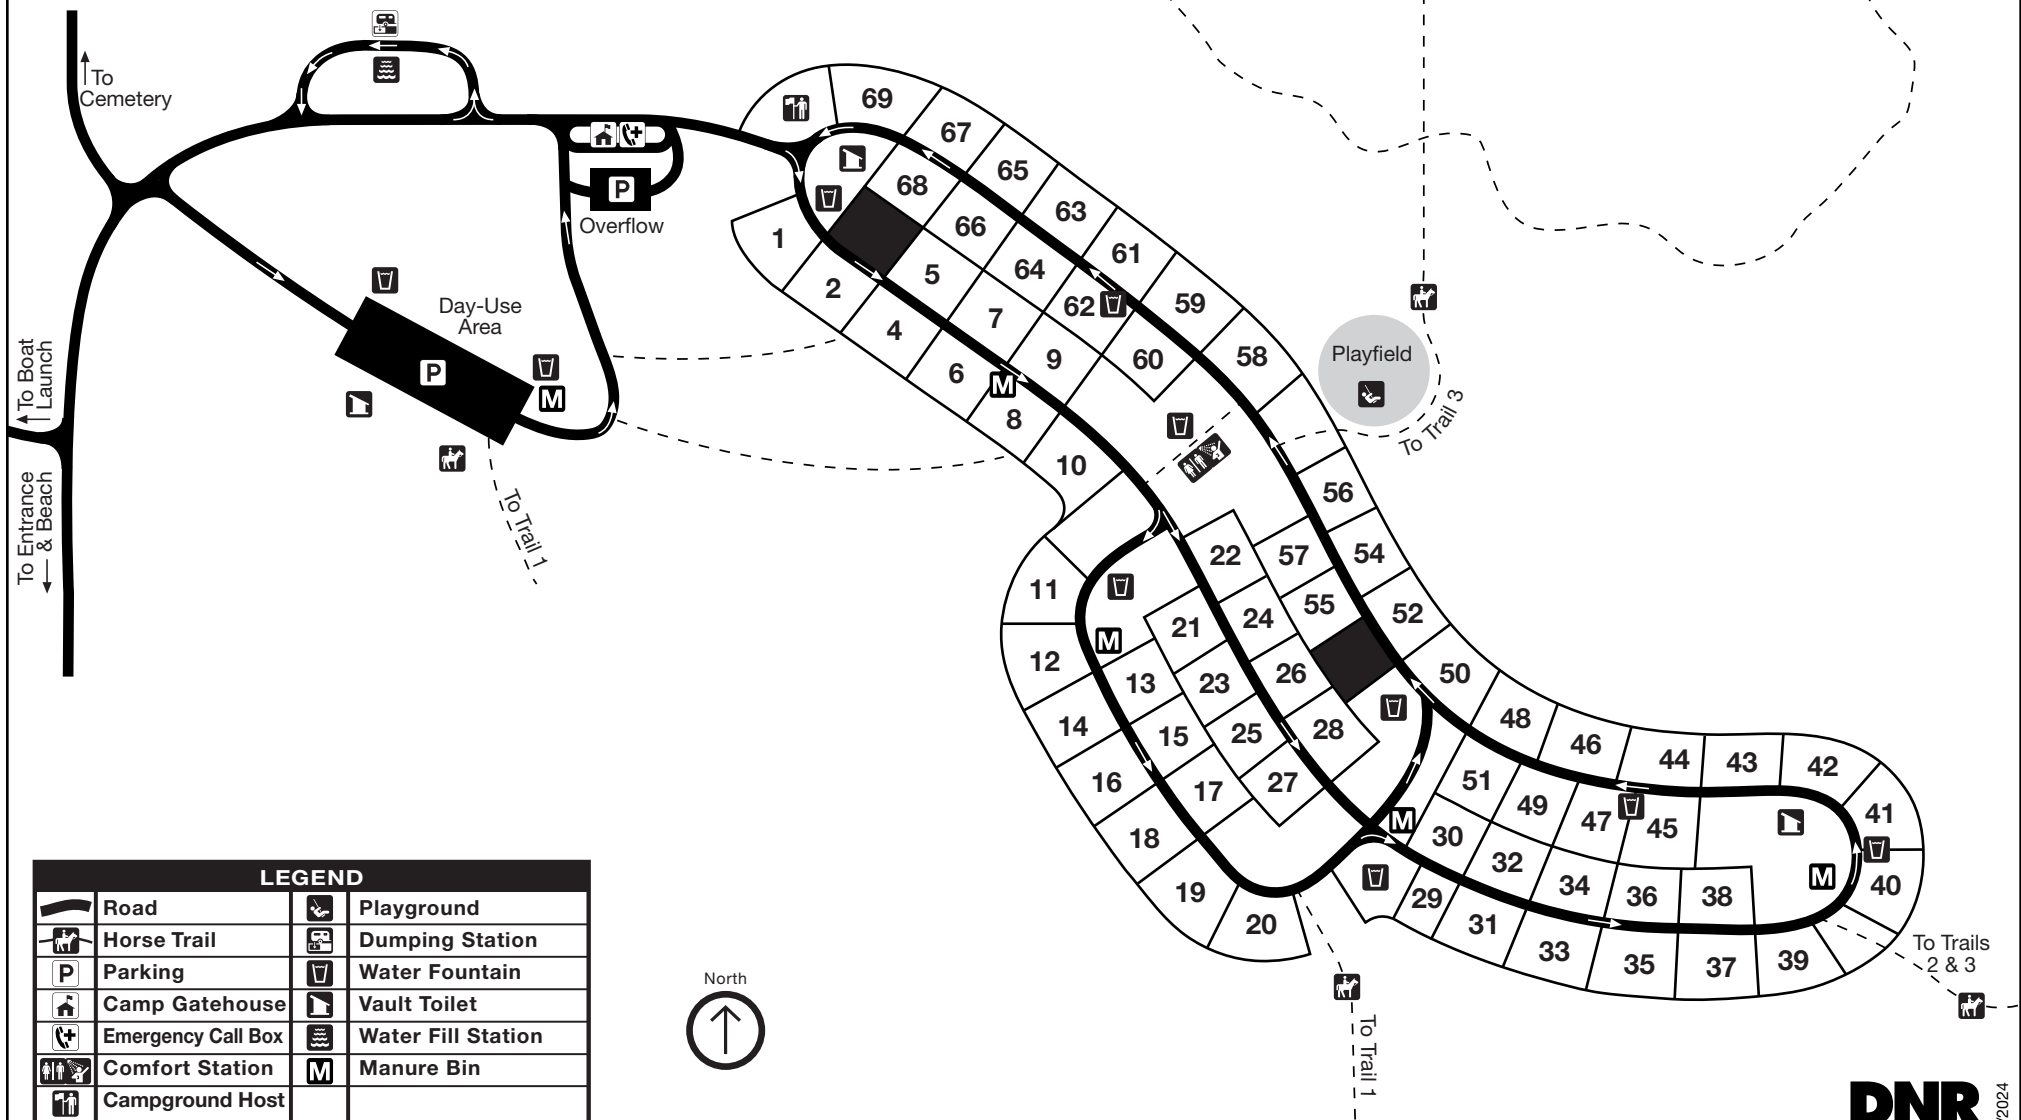 To
Cemetery
69
67
65
68
63
P
Overflow
66
1
61
64
5
2
62
59
Day-Use
Area
7
4
Playfield
58
9
60
P
6
M
M
8
To Boat
Launch
To Trail 3
10
56
To Entrance
& Beach
To Trail 1
22
57
54
11
55
52
24
21
M
12
26
50
13
23
14
48
28
15
25
46
44
43
42
16
51
27
17
49
41
M
47
45
18
30
32
LEGEND
M
34
40
19
29
36
38
Road
Playground
20
31
Horse Trail
Dumping Station
33
To Trails
2 & 3
35
37
39
P
Parking
Water Fountain
North
Camp Gatehouse
Vault Toilet
Emergency Call Box
Water Fill Station
To Trail 1
Comfort Station
M
Manure Bin
Campground Host
DNR
/2024